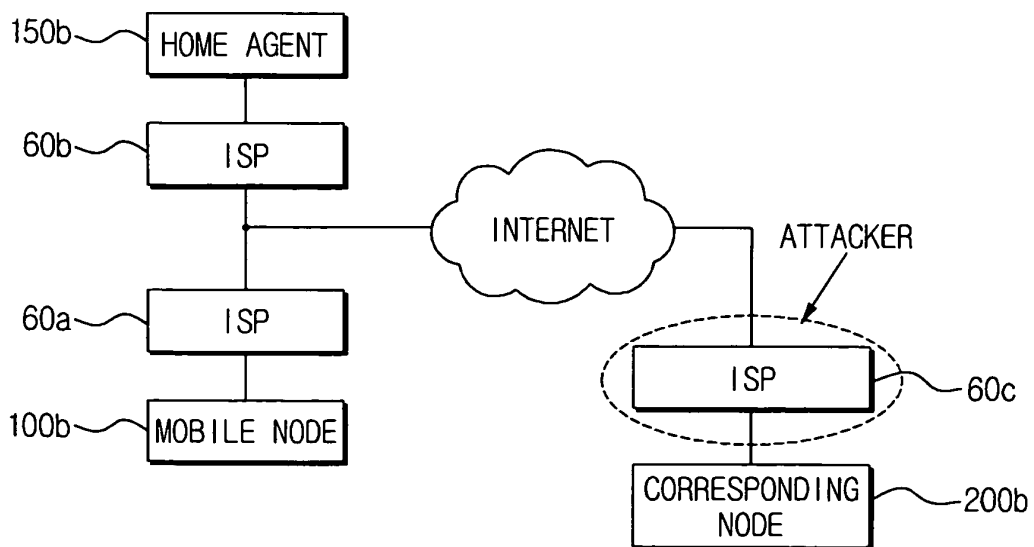 150b
HOME AGENT
60b
ISP
INTERNET
ATTACKER
60a
ISP
ISP
60c
100b
MOBILE NODE
CORRESPONDING
NODE
200b